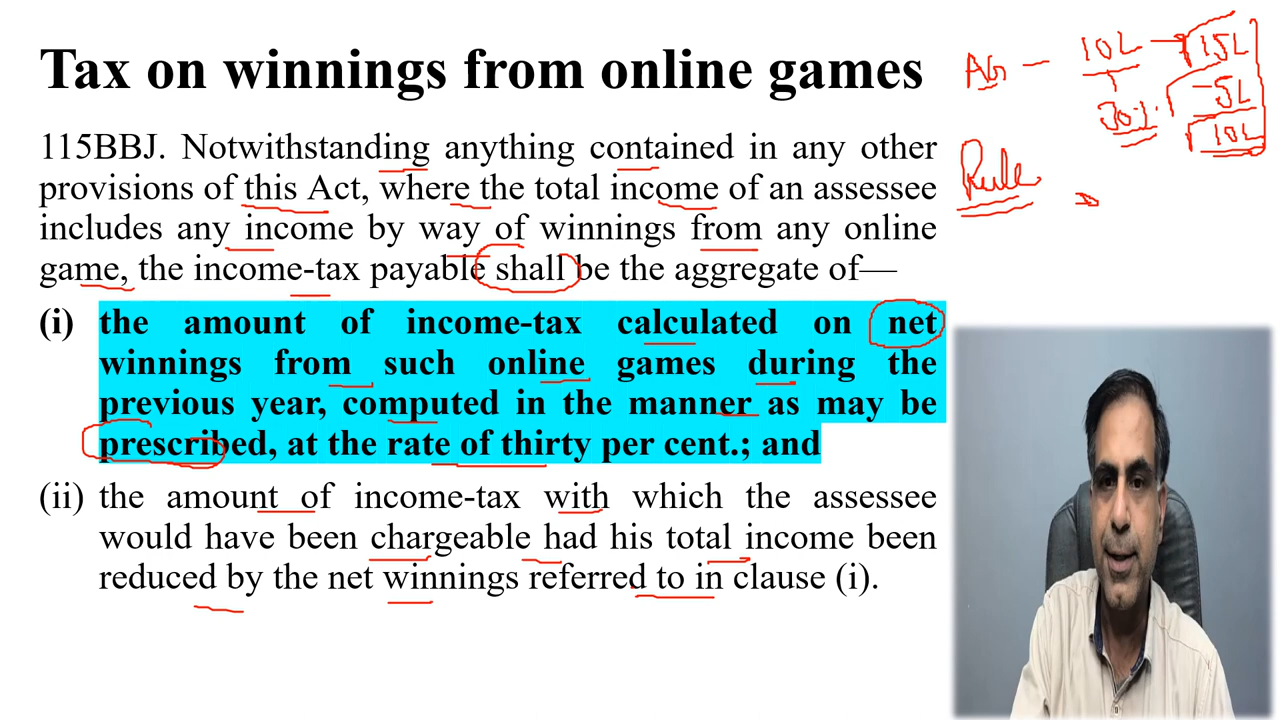 Tax on winnings from online games
115BBJ. Notwithstanding anything contained in any other
provisions of this Act, where the total income of an assessee
includes any income by way of winnings from any online
game, the income-tax payable shall be the aggregate of—
(i) the amount of income-tax calculated on net
winnings from such online games during the
previous year, computed in the manner as may be
prescribed, at the rate of thirty per cent.; and
(ii) the amount of income-tax with which the assessee
would have been chargeable had his total income been
reduced by the net winnings referred to in clause (i).
10L → 15L
30%. -5L
10L
Rule